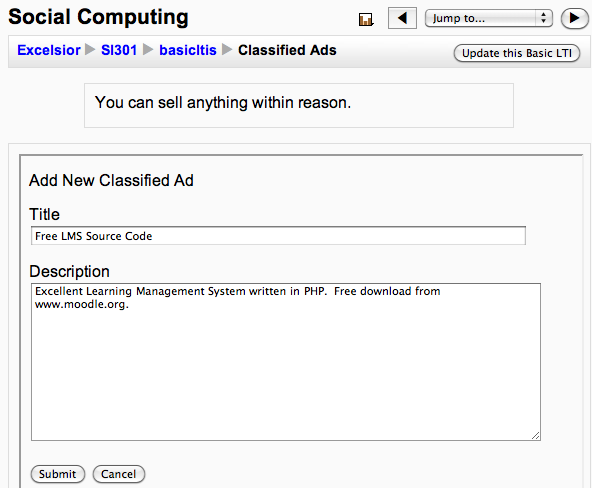 Social Computing
Jump to...
Excelsior SI301 basicltis Classified Ads
Update this Basic LTI
You can sell anything within reason.
Add New Classified Ad
Title
Free LMS Source Code
Description
Excellent Learning Management System written in PHP.  Free download from
www.moodle.org.
Submit Cancel